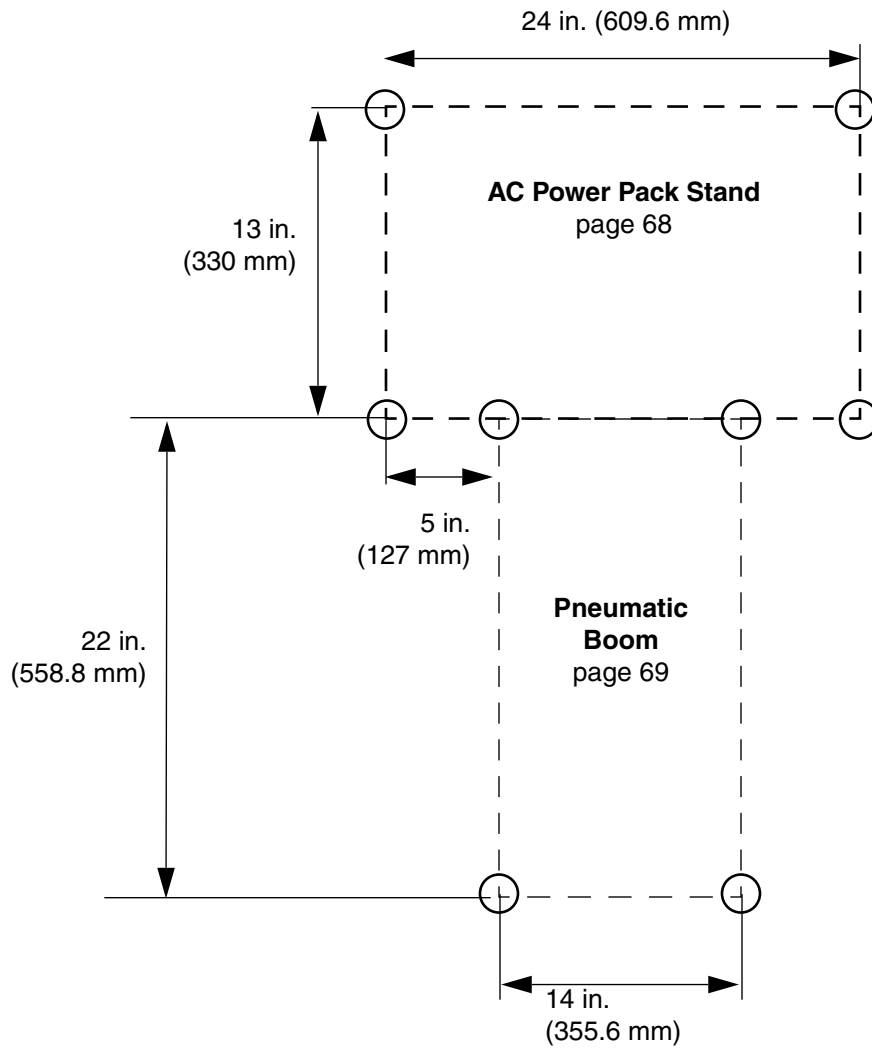 24 in. (609.6 mm)
AC Power Pack Stand
page 68
13 in.
(330 mm)
5 in.
(127 mm)
Pneumatic
Boom
page 69
22 in.
(558.8 mm)
14 in.
(355.6 mm)